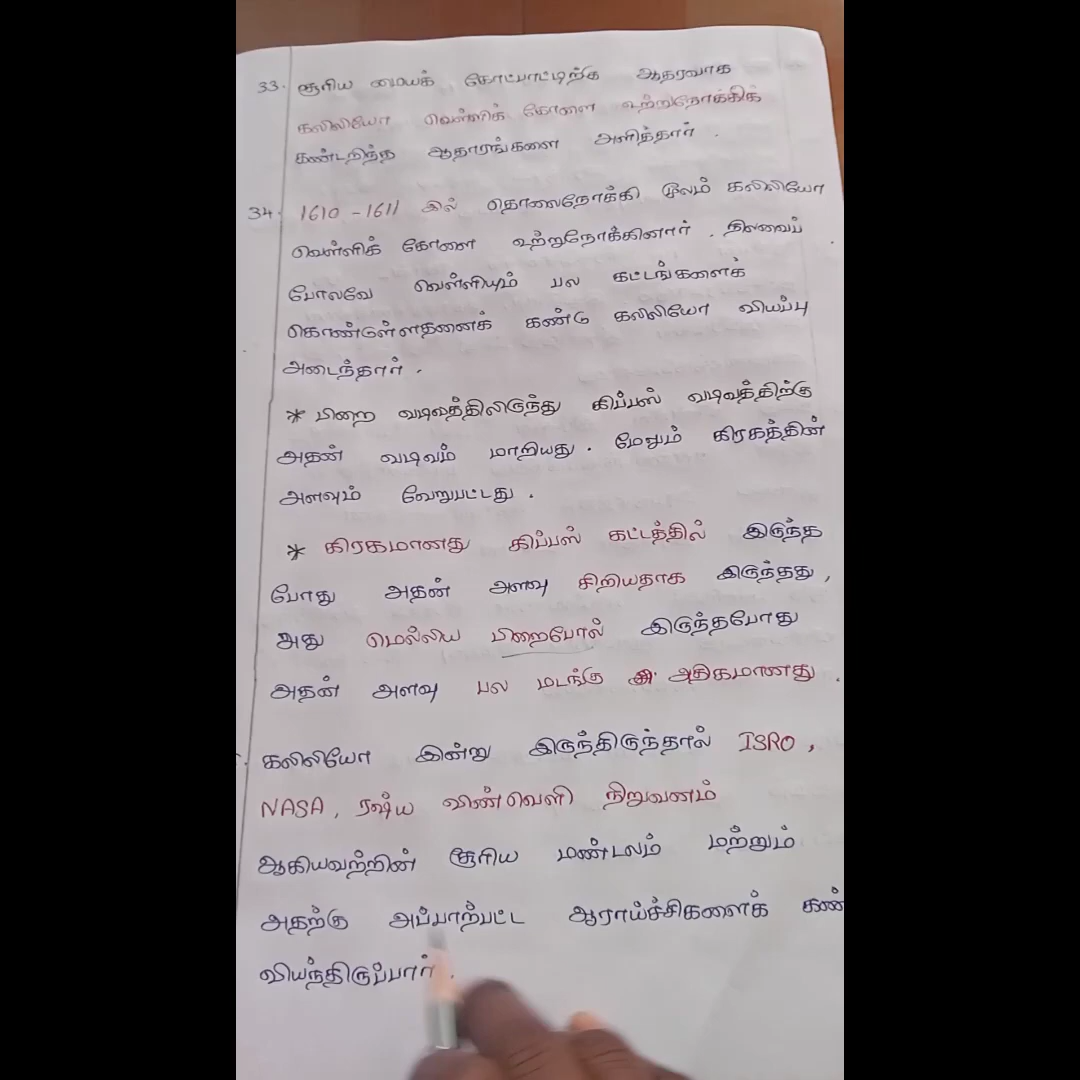 33. சூரிய மையக் கோட்பாட்டிற்கு ஆதரவாக
கலிலியோ வெள்ளிக் கோளை உற்றுநோக்கிக்
கண்டறிந்த ஆதாரங்களை அளித்தார்.
34. 1610 - 1611 இல் தொலைநோக்கி மூலம் கலிலியோ
வெள்ளிக் கோளை உற்றுநோக்கினார். நிலவைப்
போலவே வெள்ளியும் பல கட்டங்களைக்
கொண்டுள்ளதனைக் கண்டு கலிலியோ வியப்பு
அடைந்தார்.
* பிறை வடிவத்திலிருந்து கிப்பஸ் வடிவத்திற்கு
அதன் வடிவம் மாறியது. மேலும் கிரகத்தின்
அளவும் வேறுபட்டது.
* கிரகமானது கிப்பஸ் கட்டத்தில் இருந்த
போது அதன் அளவு சிறியதாக இருந்தது,
அது மெல்லிய பிறைபோல் இருந்தபோது
அதன் அளவு பல மடங்கு அதிகமானது.
கலிலியோ இன்று இருந்திருந்தால் ISRO,
NASA, ரஷ்ய விண்வெளி நிறுவனம்
ஆகியவற்றின் சூரிய மண்டலம் மற்றும்
அதற்கு அப்பாற்பட்ட ஆராய்ச்சிகளைக் கண்
வியந்திருப்பார்.